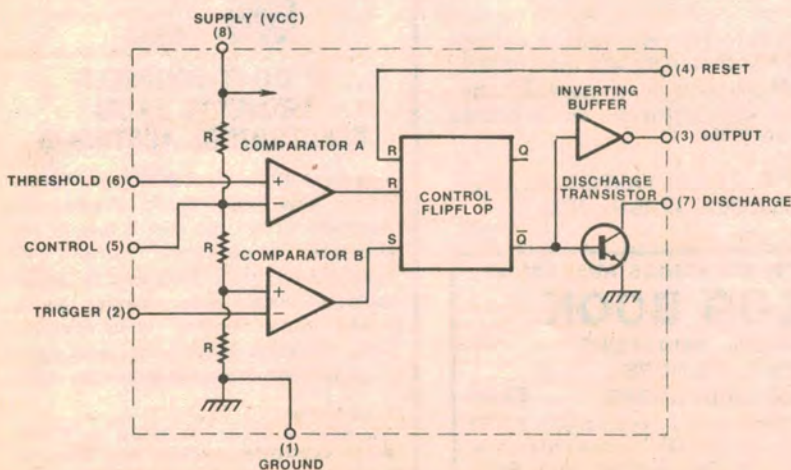 SUPPLY (VCC)
(8)
(4) RESET
INVERTING
BUFFER
R
COMPARATOR A
R
Q
(3) OUTPUT
THRESHOLD (6)
+
−
R
CONTROL
FLIPFLOP
DISCHARGE
TRANSISTOR
(7) DISCHARGE
CONTROL (5)
R
COMPARATOR B
S
Q̅
+
−
TRIGGER (2)
R
(1)
GROUND